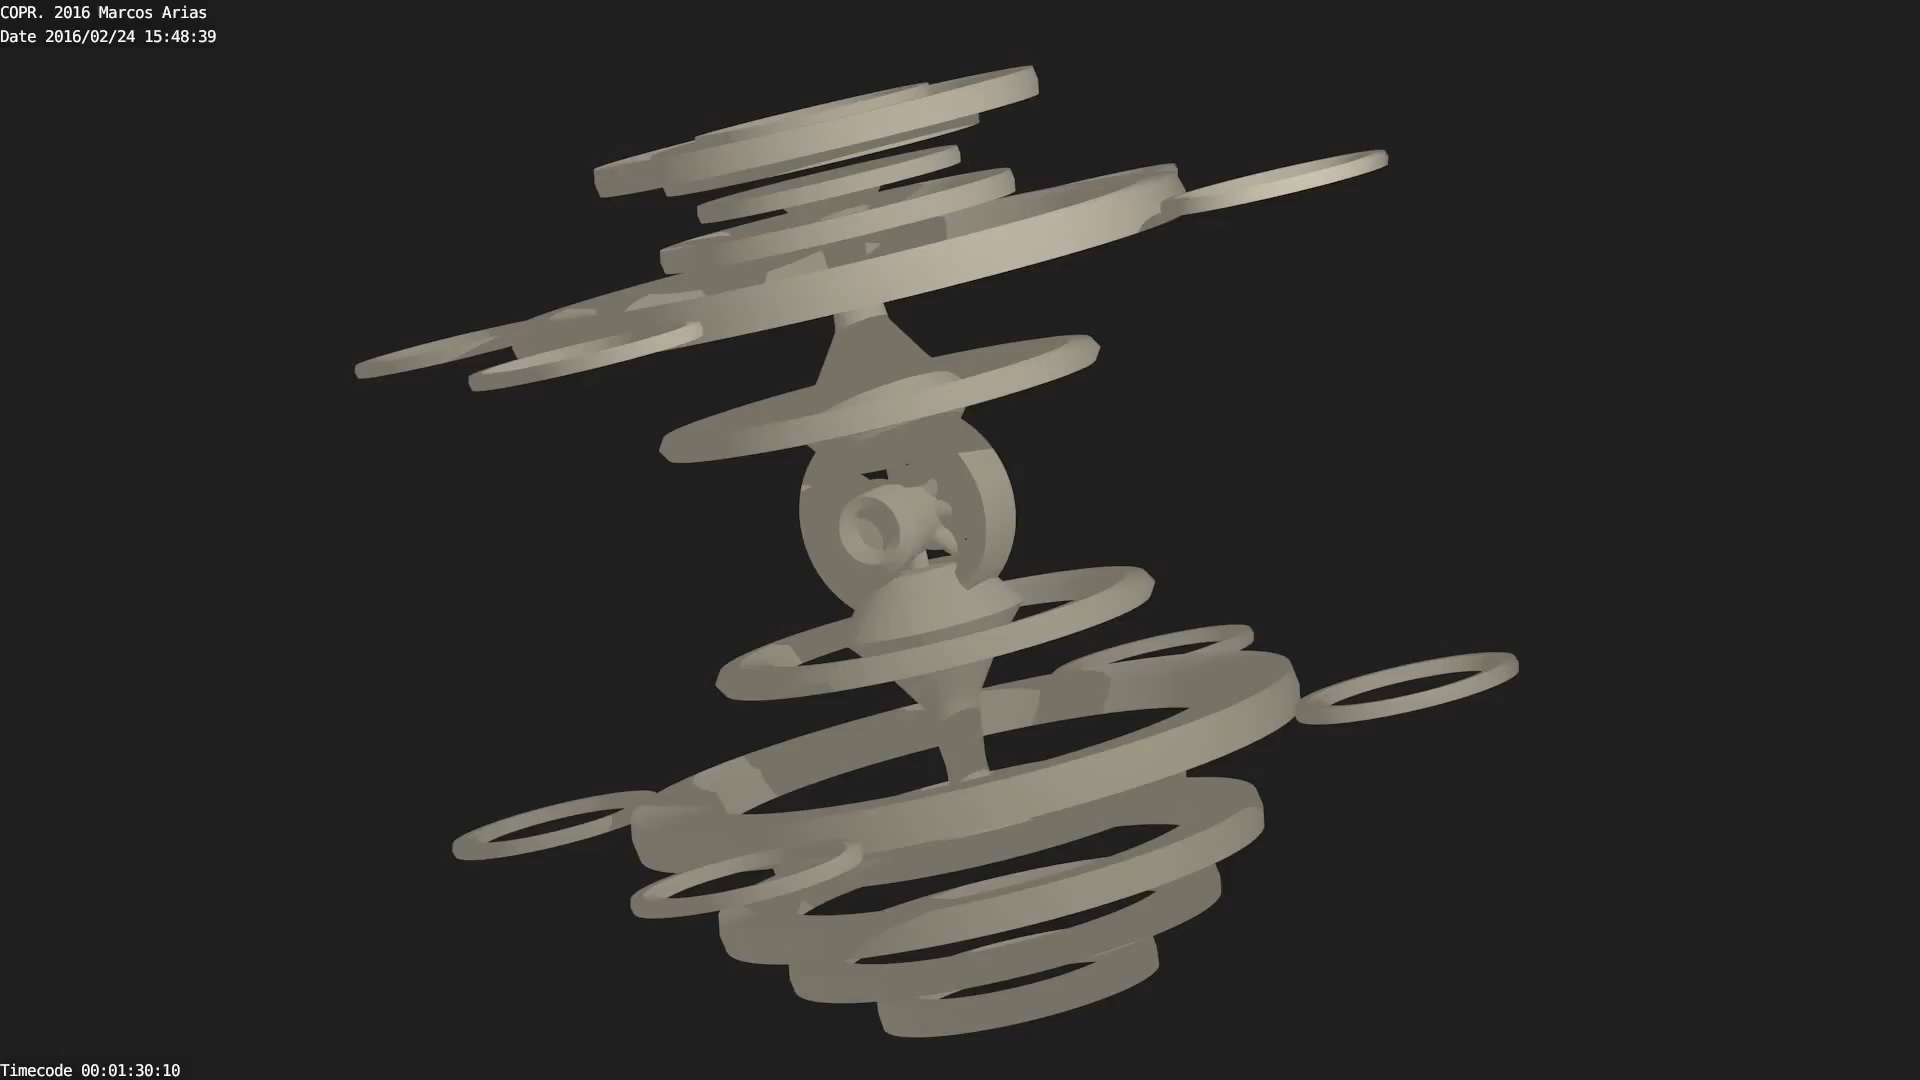 COPR. 2016 Marcos Arias
Date 2016/02/24 15:48:39
Timecode 00:01:30:10